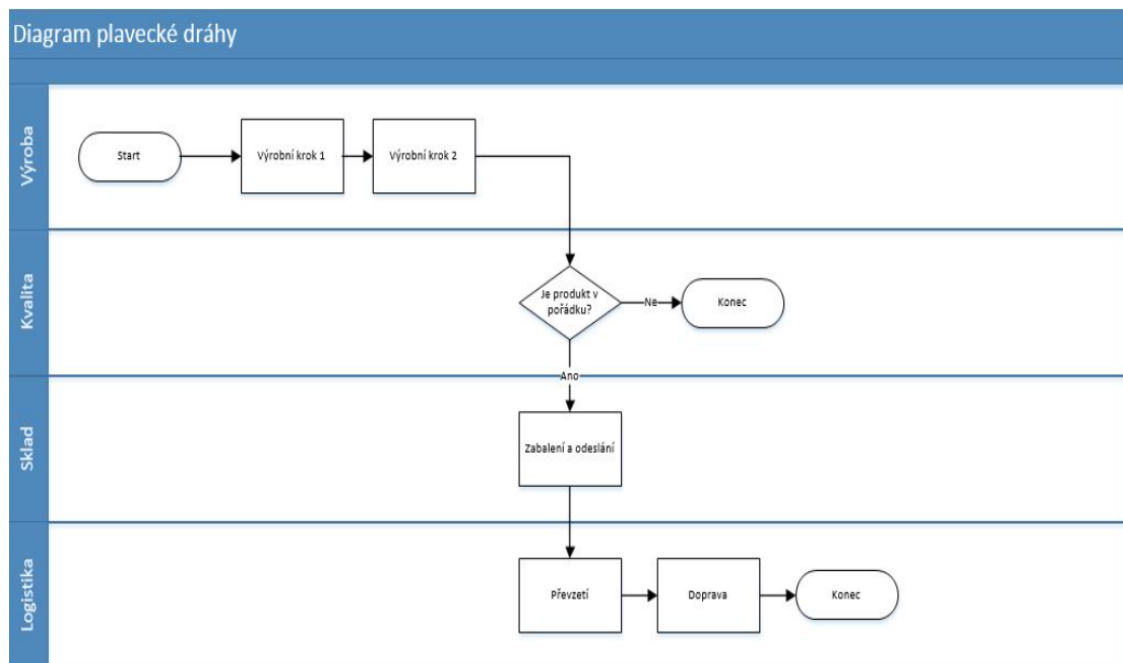 Diagram plavecké dráhy
Výroba
Start
Výrobní krok 1
Výrobní krok 2
Kvalita
Je produkt v
pořádku?
Ne
Konec
Ano
Sklad
Zabalení a odeslání
Logistika
Převzetí
Doprava
Konec